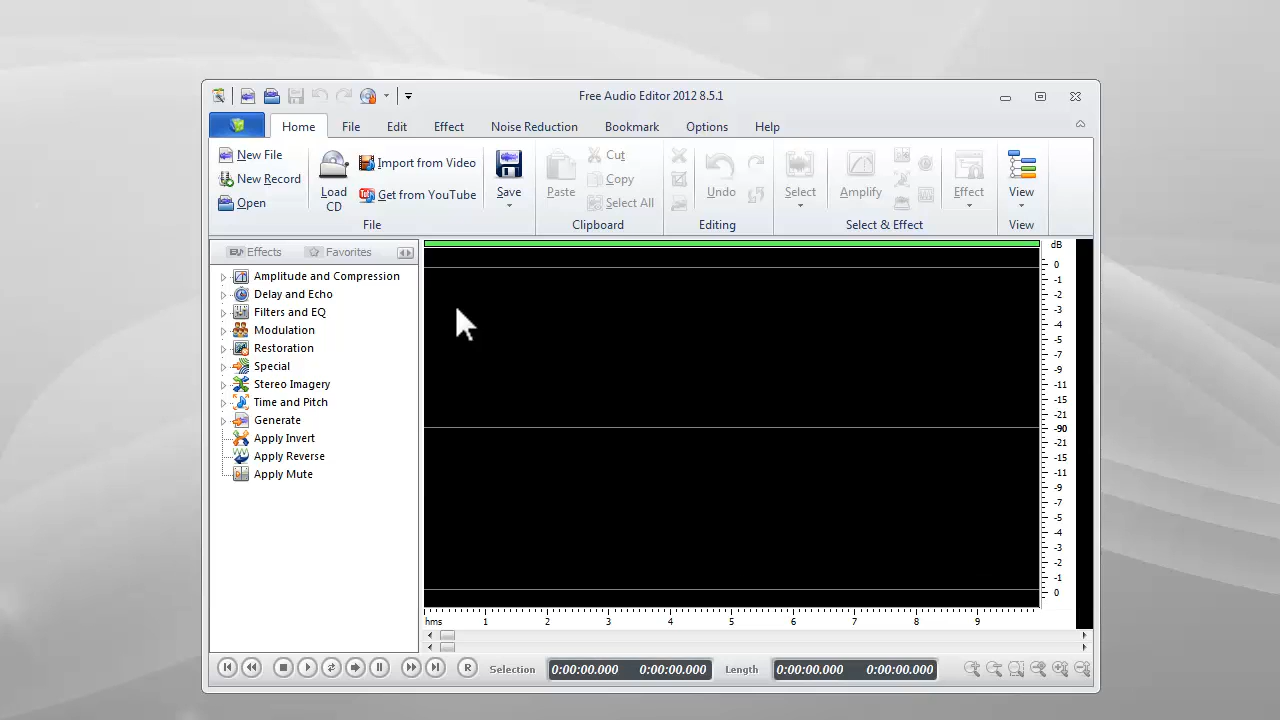 Free Audio Editor 2012 8.5.1
Home File Edit Effect Noise Reduction Bookmark Options Help
New File
New Record
Open
Load CD
Import from Video
Get from YouTube
Save
File
Paste
Cut
Copy
Select All
Clipboard
Undo
Editing
Select
Amplify
Effect
Select & Effect
View
View
Effects Favorites
Amplitude and Compression
Delay and Echo
Filters and EQ
Modulation
Restoration
Special
Stereo Imagery
Time and Pitch
Generate
Apply Invert
Apply Reverse
Apply Mute
dB
0
-1
-2
-3
-4
-5
-7
-9
-11
-15
-21
-90
-21
-15
-11
-9
-7
-5
-4
-3
-2
-1
0
hms 1 2 3 4 5 6 7 8 9
R Selection 0:00:00.000 0:00:00.000 Length 0:00:00.000 0:00:00.000